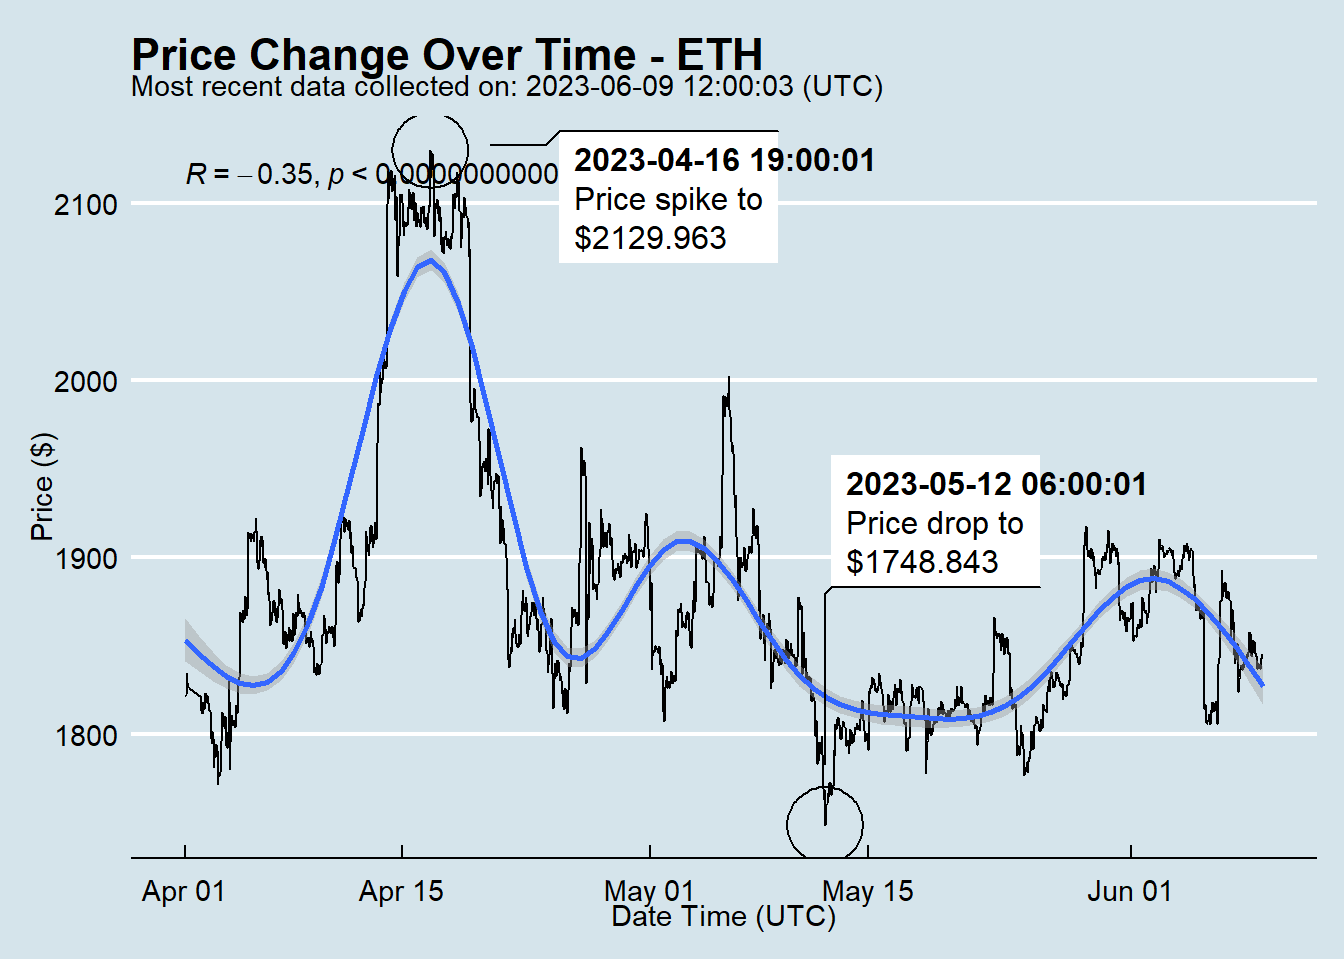 Price Change Over Time - ETH
Most recent data collected on: 2023-06-09 12:00:03 (UTC)
R = −0.35, p < 0.0000000000
2023-04-16 19:00:01
Price spike to
$2129.963
2100
2000
1900
1800
Price ($)
2023-05-12 06:00:01
Price drop to
$1748.843
Apr 01
Apr 15
May 01
May 15
Jun 01
Date Time (UTC)